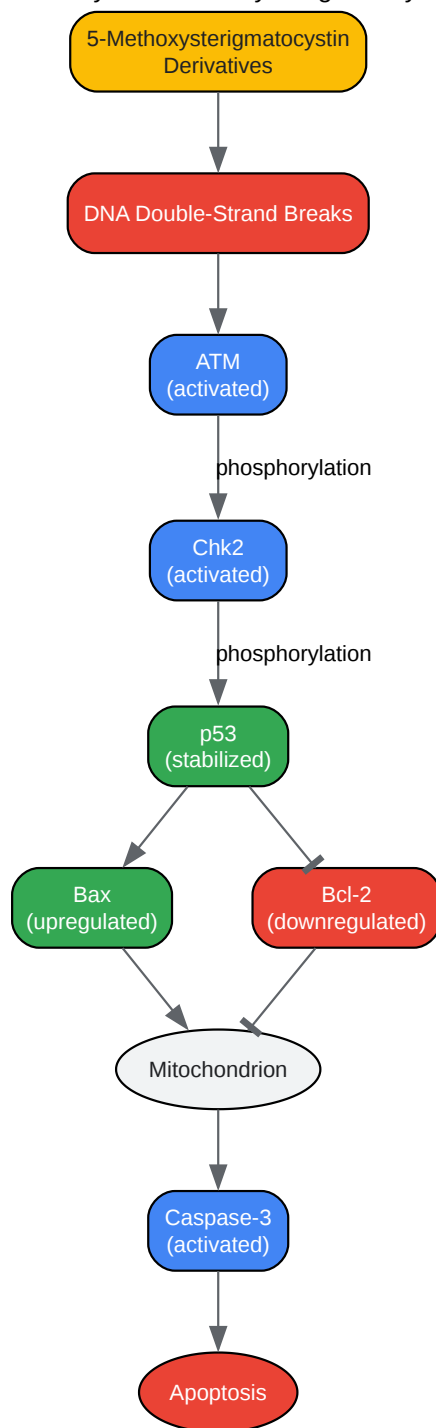 5-Methoxysterigmatocystin
Derivatives
DNA Double-Strand Breaks
ATM
(activated)
phosphorylation
Chk2
(activated)
phosphorylation
p53
(stabilized)
Bax
(upregulated)
Bcl-2
(downregulated)
Mitochondrion
Caspase-3
(activated)
Apoptosis